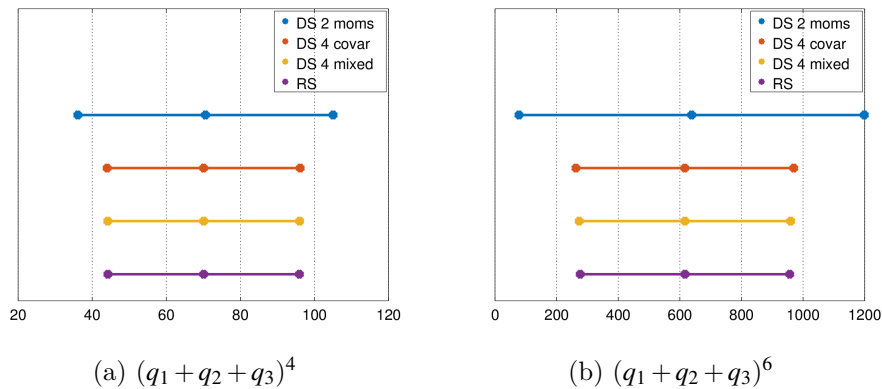 DS 2 moms
DS 4 covar
DS 4 mixed
RS
20 40 60 80 100 120
(a) (q₁ + q₂ + q₃)⁴
DS 2 moms
DS 4 covar
DS 4 mixed
RS
0 200 400 600 800 1000 1200
(b) (q₁ + q₂ + q₃)⁶